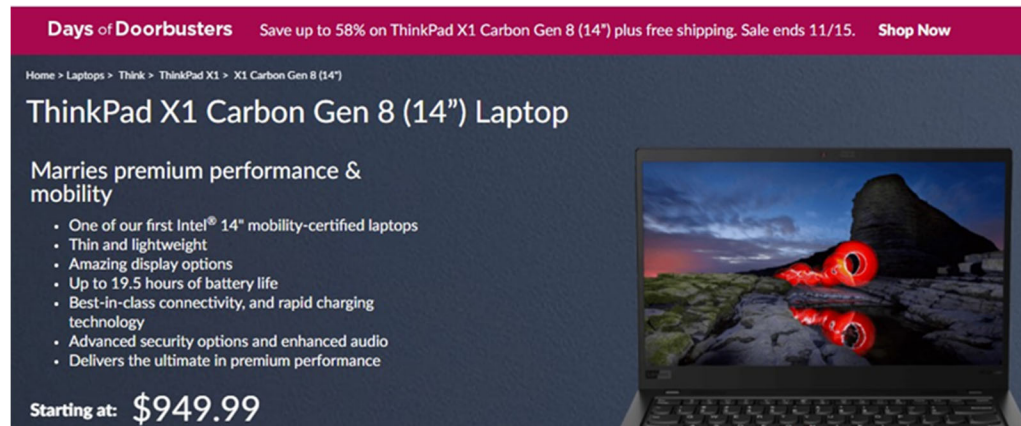 Days of Doorbusters Save up to 58% on ThinkPad X1 Carbon Gen 8 (14”) plus free shipping. Sale ends 11/15. Shop Now
Home > Laptops > Think > ThinkPad X1 > X1 Carbon Gen 8 (14")
ThinkPad X1 Carbon Gen 8 (14”) Laptop
Marries premium performance &
mobility
• One of our first Intel® 14" mobility-certified laptops
• Thin and lightweight
• Amazing display options
• Up to 19.5 hours of battery life
• Best-in-class connectivity, and rapid charging
technology
• Advanced security options and enhanced audio
• Delivers the ultimate in premium performance
Starting at: $949.99